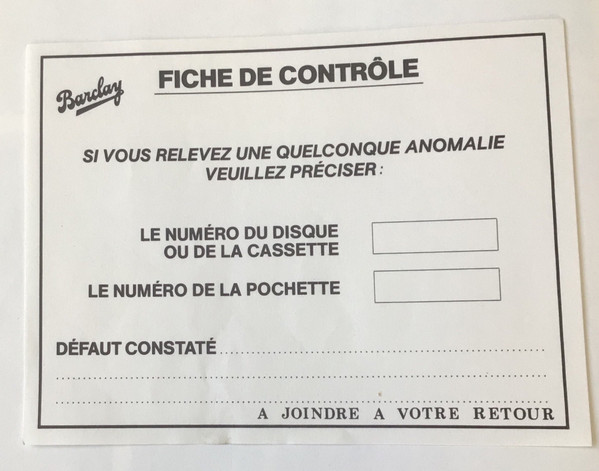 Barclay
FICHE DE CONTRÔLE
SI VOUS RELEVEZ UNE QUELCONQUE ANOMALIE
VEUILLEZ PRÉCISER :
LE NUMÉRO DU DISQUE
OU DE LA CASSETTE
LE NUMÉRO DE LA POCHETTE
DÉFAUT CONSTATÉ
A JOINDRE A VOTRE RETOUR